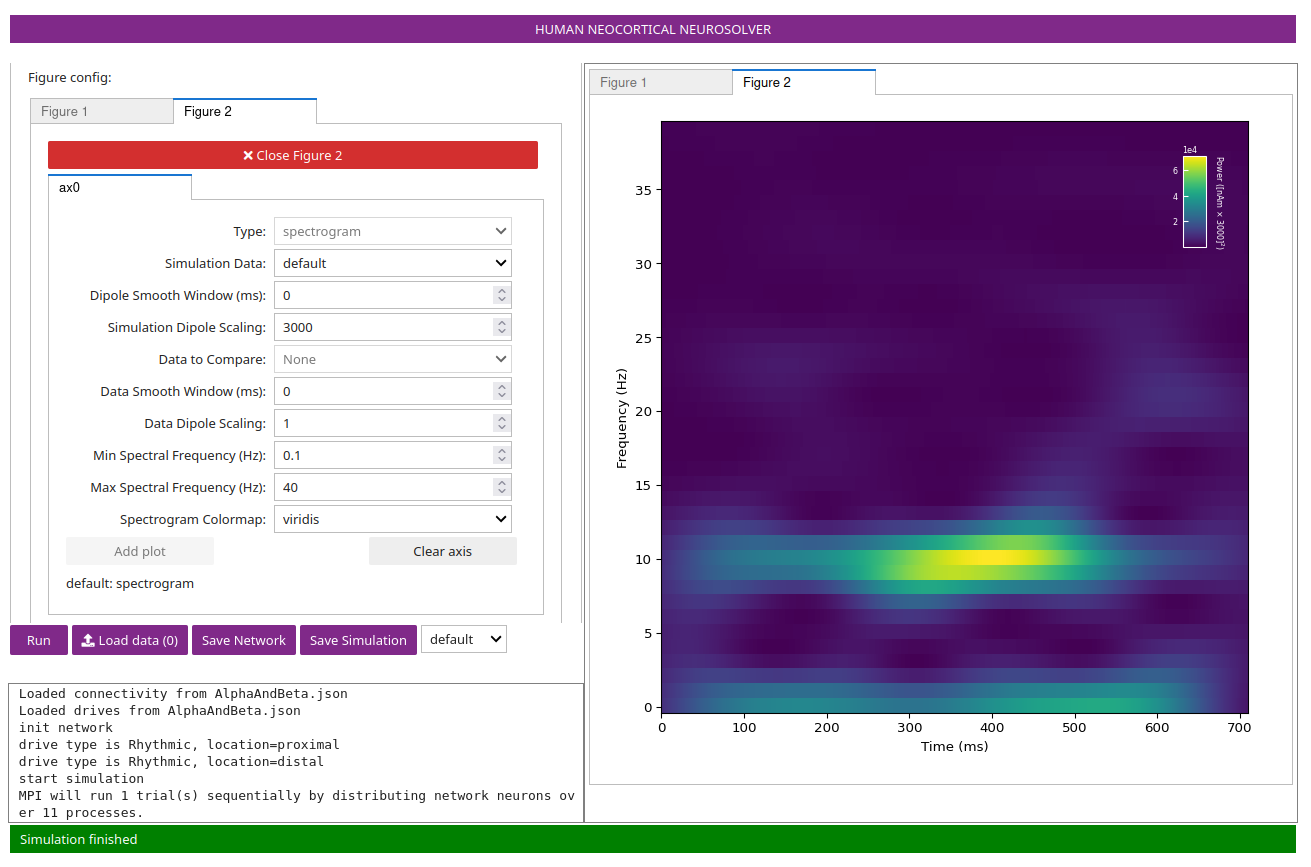 HUMAN NEOCORTICAL NEUROSOLVER
Figure config:
Figure 1 Figure 2
Close Figure 2
ax0
Type: spectrogram
Simulation Data: default
Dipole Smooth Window (ms): 0
Simulation Dipole Scaling: 3000
Data to Compare: None
Data Smooth Window (ms): 0
Data Dipole Scaling: 1
Min Spectral Frequency (Hz): 0.1
Max Spectral Frequency (Hz): 40
Spectrogram Colormap: viridis
Add plot Clear axis
default: spectrogram
Run Load data (0) Save Network Save Simulation default
Loaded connectivity from AlphaAndBeta.json
Loaded drives from AlphaAndBeta.json
init network
drive type is Rhythmic, location=proximal
drive type is Rhythmic, location=distal
start simulation
MPI will run 1 trial(s) sequentially by distributing network neurons ov
er 11 processes.
Figure 1 Figure 2
1e4
6
4
2
Power ([nAm × 3000]²)
35
30
25
20
15
10
5
0
Frequency (Hz)
0 100 200 300 400 500 600 700
Time (ms)
Simulation finished